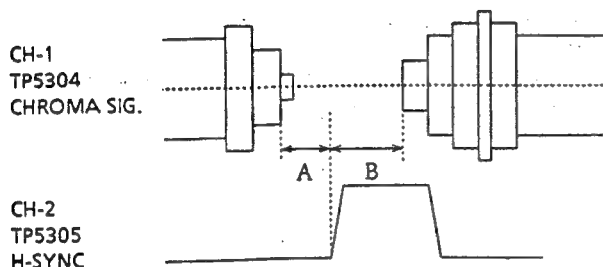 CH-1
TP5304
CHROMA SIG.
A
B
CH-2
TP5305
H-SYNC